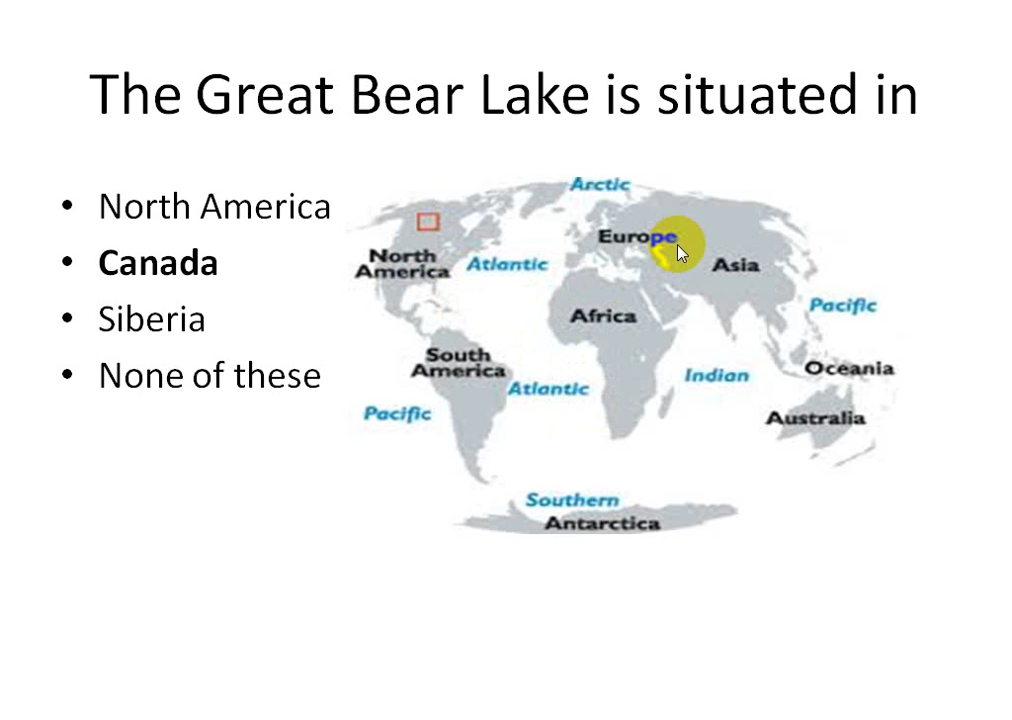 The Great Bear Lake is situated in
• North America
• Canada
• Siberia
• None of these
Arctic
Europe
North
America
Atlantic
Asia
Africa
Pacific
South
America
Atlantic
Indian
Oceania
Pacific
Australia
Southern
Antarctica